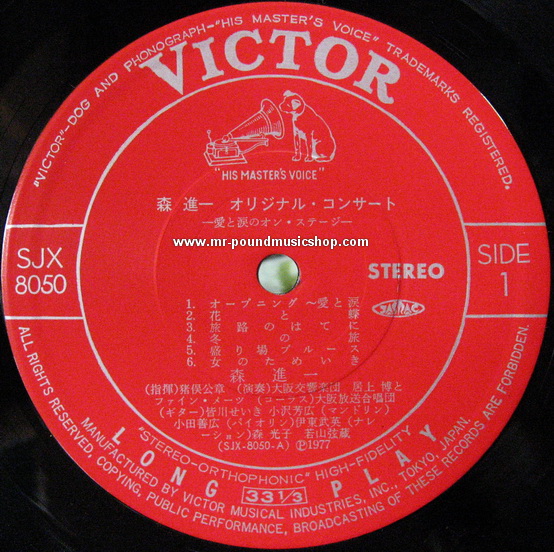 "VICTOR"-DOG AND PHONOGRAPH-"HIS MASTER'S VOICE" TRADEMARKS REGISTERED.
VICTOR
"HIS MASTER'S VOICE"
森 進一 オリジナル・コンサート
—愛と涙のオン・ステージ—
www.mr-poundmusicshop.com
SJX
8050
STEREO
SIDE
1
1. オープニング〜愛と涙
2. 花と蝶
3. 旅路のはてに
4. 冬の旅
5. 盛り場ブルース
6. 女のためいき
森 進一
(指揮)猪俣公章 (演奏)大阪交響楽団 居上 博と
ファイン・メーツ (コーラス)大阪放送合唱団
(ギター)皆川せいき 小沢芳広(マンドリン)
小田善広(バイオリン)伊東武英(ナレ
ーション)森 光子 若山弦蔵
(SJX-8050-A) Ⓟ1977
"STEREO-ORTHOPHONIC" HIGH-FIDELITY
LONG 33 1/3 PLAY
MANUFACTURED BY VICTOR MUSICAL INDUSTRIES, INC., TOKYO, JAPAN.
ALL RIGHTS RESERVED, COPYING, PUBLIC PERFORMANCE, BROADCASTING OF THESE RECORDS ARE FORBIDDEN.